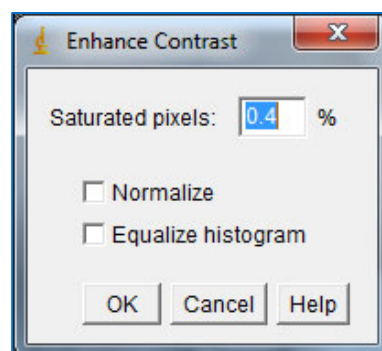 Enhance Contrast
Saturated pixels: 0.4 %
Normalize
Equalize histogram
OK Cancel Help